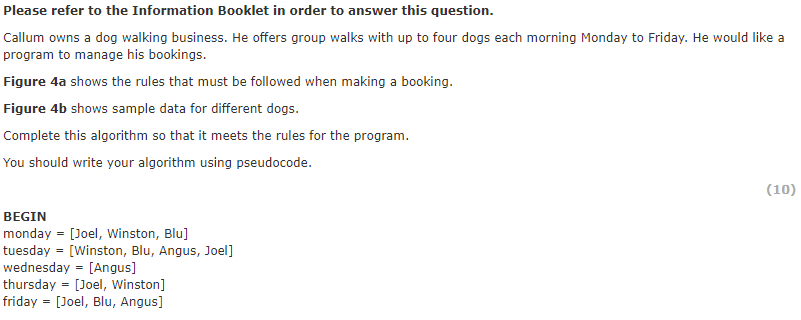 Please refer to the Information Booklet in order to answer this question.
Callum owns a dog walking business. He offers group walks with up to four dogs each morning Monday to Friday. He would like a
program to manage his bookings.
Figure 4a shows the rules that must be followed when making a booking.
Figure 4b shows sample data for different dogs.
Complete this algorithm so that it meets the rules for the program.
You should write your algorithm using pseudocode.
(10)
BEGIN
monday = [Joel, Winston, Blu]
tuesday = [Winston, Blu, Angus, Joel]
wednesday = [Angus]
thursday = [Joel, Winston]
friday = [Joel, Blu, Angus]